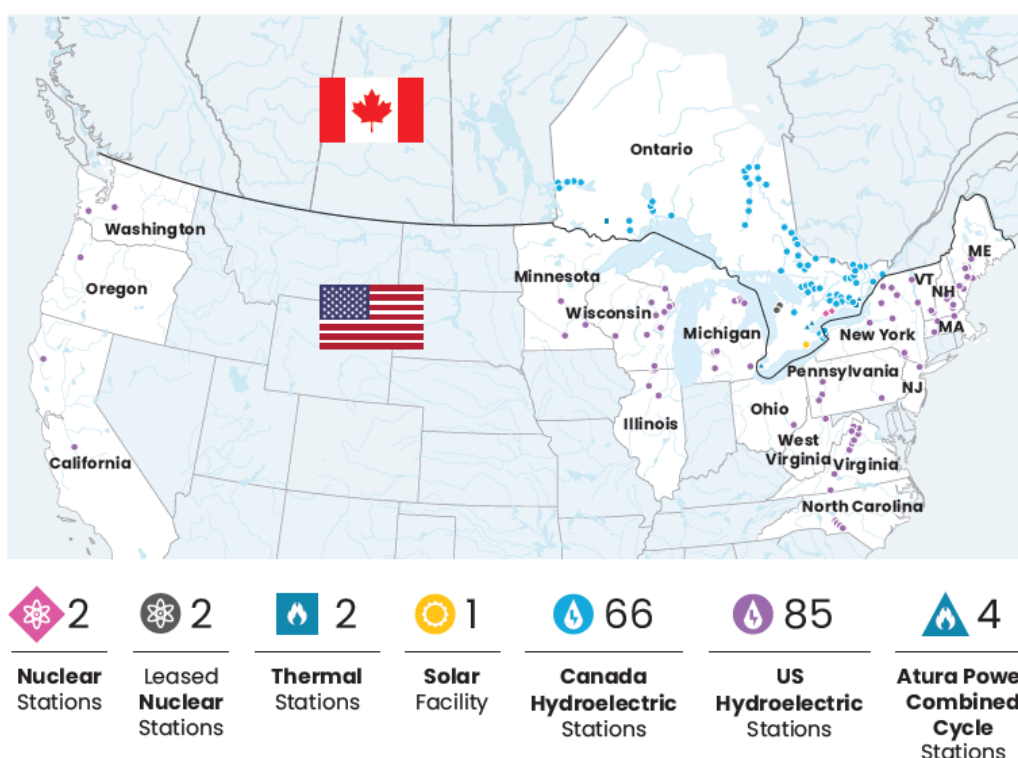 Ontario
Washington
ME
Minnesota
VT
Oregon
NH
Wisconsin
MA
Michigan
New York
Pennsylvania
NJ
Ohio
Illinois
West
Virginia
Virginia
California
North Carolina
2
2
2
1
66
85
4
Nuclear
Stations
Leased
Nuclear
Stations
Thermal
Stations
Solar
Facility
Canada
Hydroelectric
Stations
US
Hydroelectric
Stations
Atura Powe
Combined
Cycle
Stations